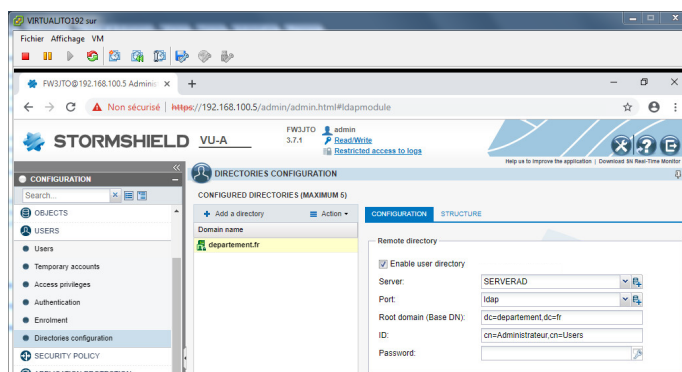 VIRTUALITO192 sur
Fichier Affichage VM
FW3JTO@192.168.100.5 Adminis × +
Non sécurisé | https://192.168.100.5/admin/admin.html#ldapmodule
STORMSHIELD VU-A
FW3JTO admin
3.7.1 Read/Write
Restricted access to logs
Help us to improve the application | Download SN Real-Time Monitor
CONFIGURATION
Search...
OBJECTS
USERS
Users
Temporary accounts
Access privileges
Authentication
Enrolment
Directories configuration
SECURITY POLICY
APPLICATION PROTECTION
DIRECTORIES CONFIGURATION
CONFIGURED DIRECTORIES (MAXIMUM 5)
+ Add a directory Action
Domain name
departement.fr
CONFIGURATION STRUCTURE
Remote directory
Enable user directory
Server: SERVERAD
Port: ldap
Root domain (Base DN): dc=departement,dc=fr
ID: cn=Administrateur,cn=Users
Password: